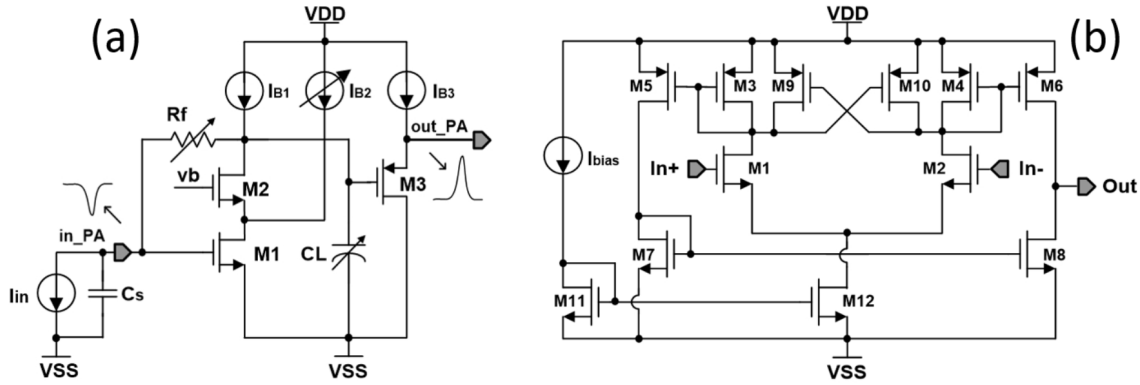 (a)
VDD
IB1
IB2
IB3
Rf
out_PA
vb
M2
M3
in_PA
M1
CL
Iin
Cs
VSS
VSS
(b)
VDD
M5
M3
M9
M10
M4
M6
Ibias
In+
M1
M2
In-
Out
M7
M8
M11
M12
VSS